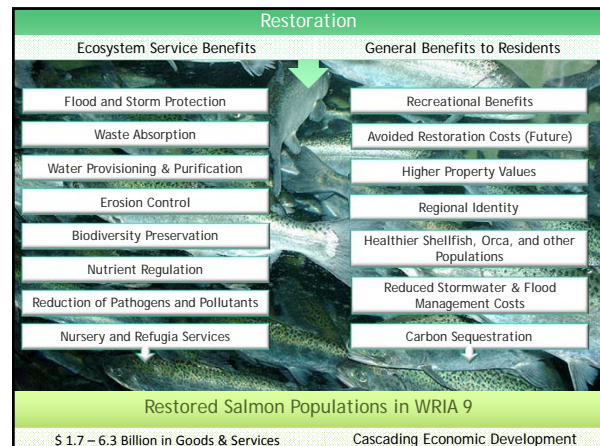 Restoration
Ecosystem Service Benefits
General Benefits to Residents
Flood and Storm Protection
Waste Absorption
Water Provisioning & Purification
Erosion Control
Biodiversity Preservation
Nutrient Regulation
Reduction of Pathogens and Pollutants
Nursery and Refugia Services
Recreational Benefits
Avoided Restoration Costs (Future)
Higher Property Values
Regional Identity
Healthier Shellfish, Orca, and other
Populations
Reduced Stormwater & Flood
Management Costs
Carbon Sequestration
Restored Salmon Populations in WRIA 9
$ 1.7 – 6.3 Billion in Goods & Services
Cascading Economic Development